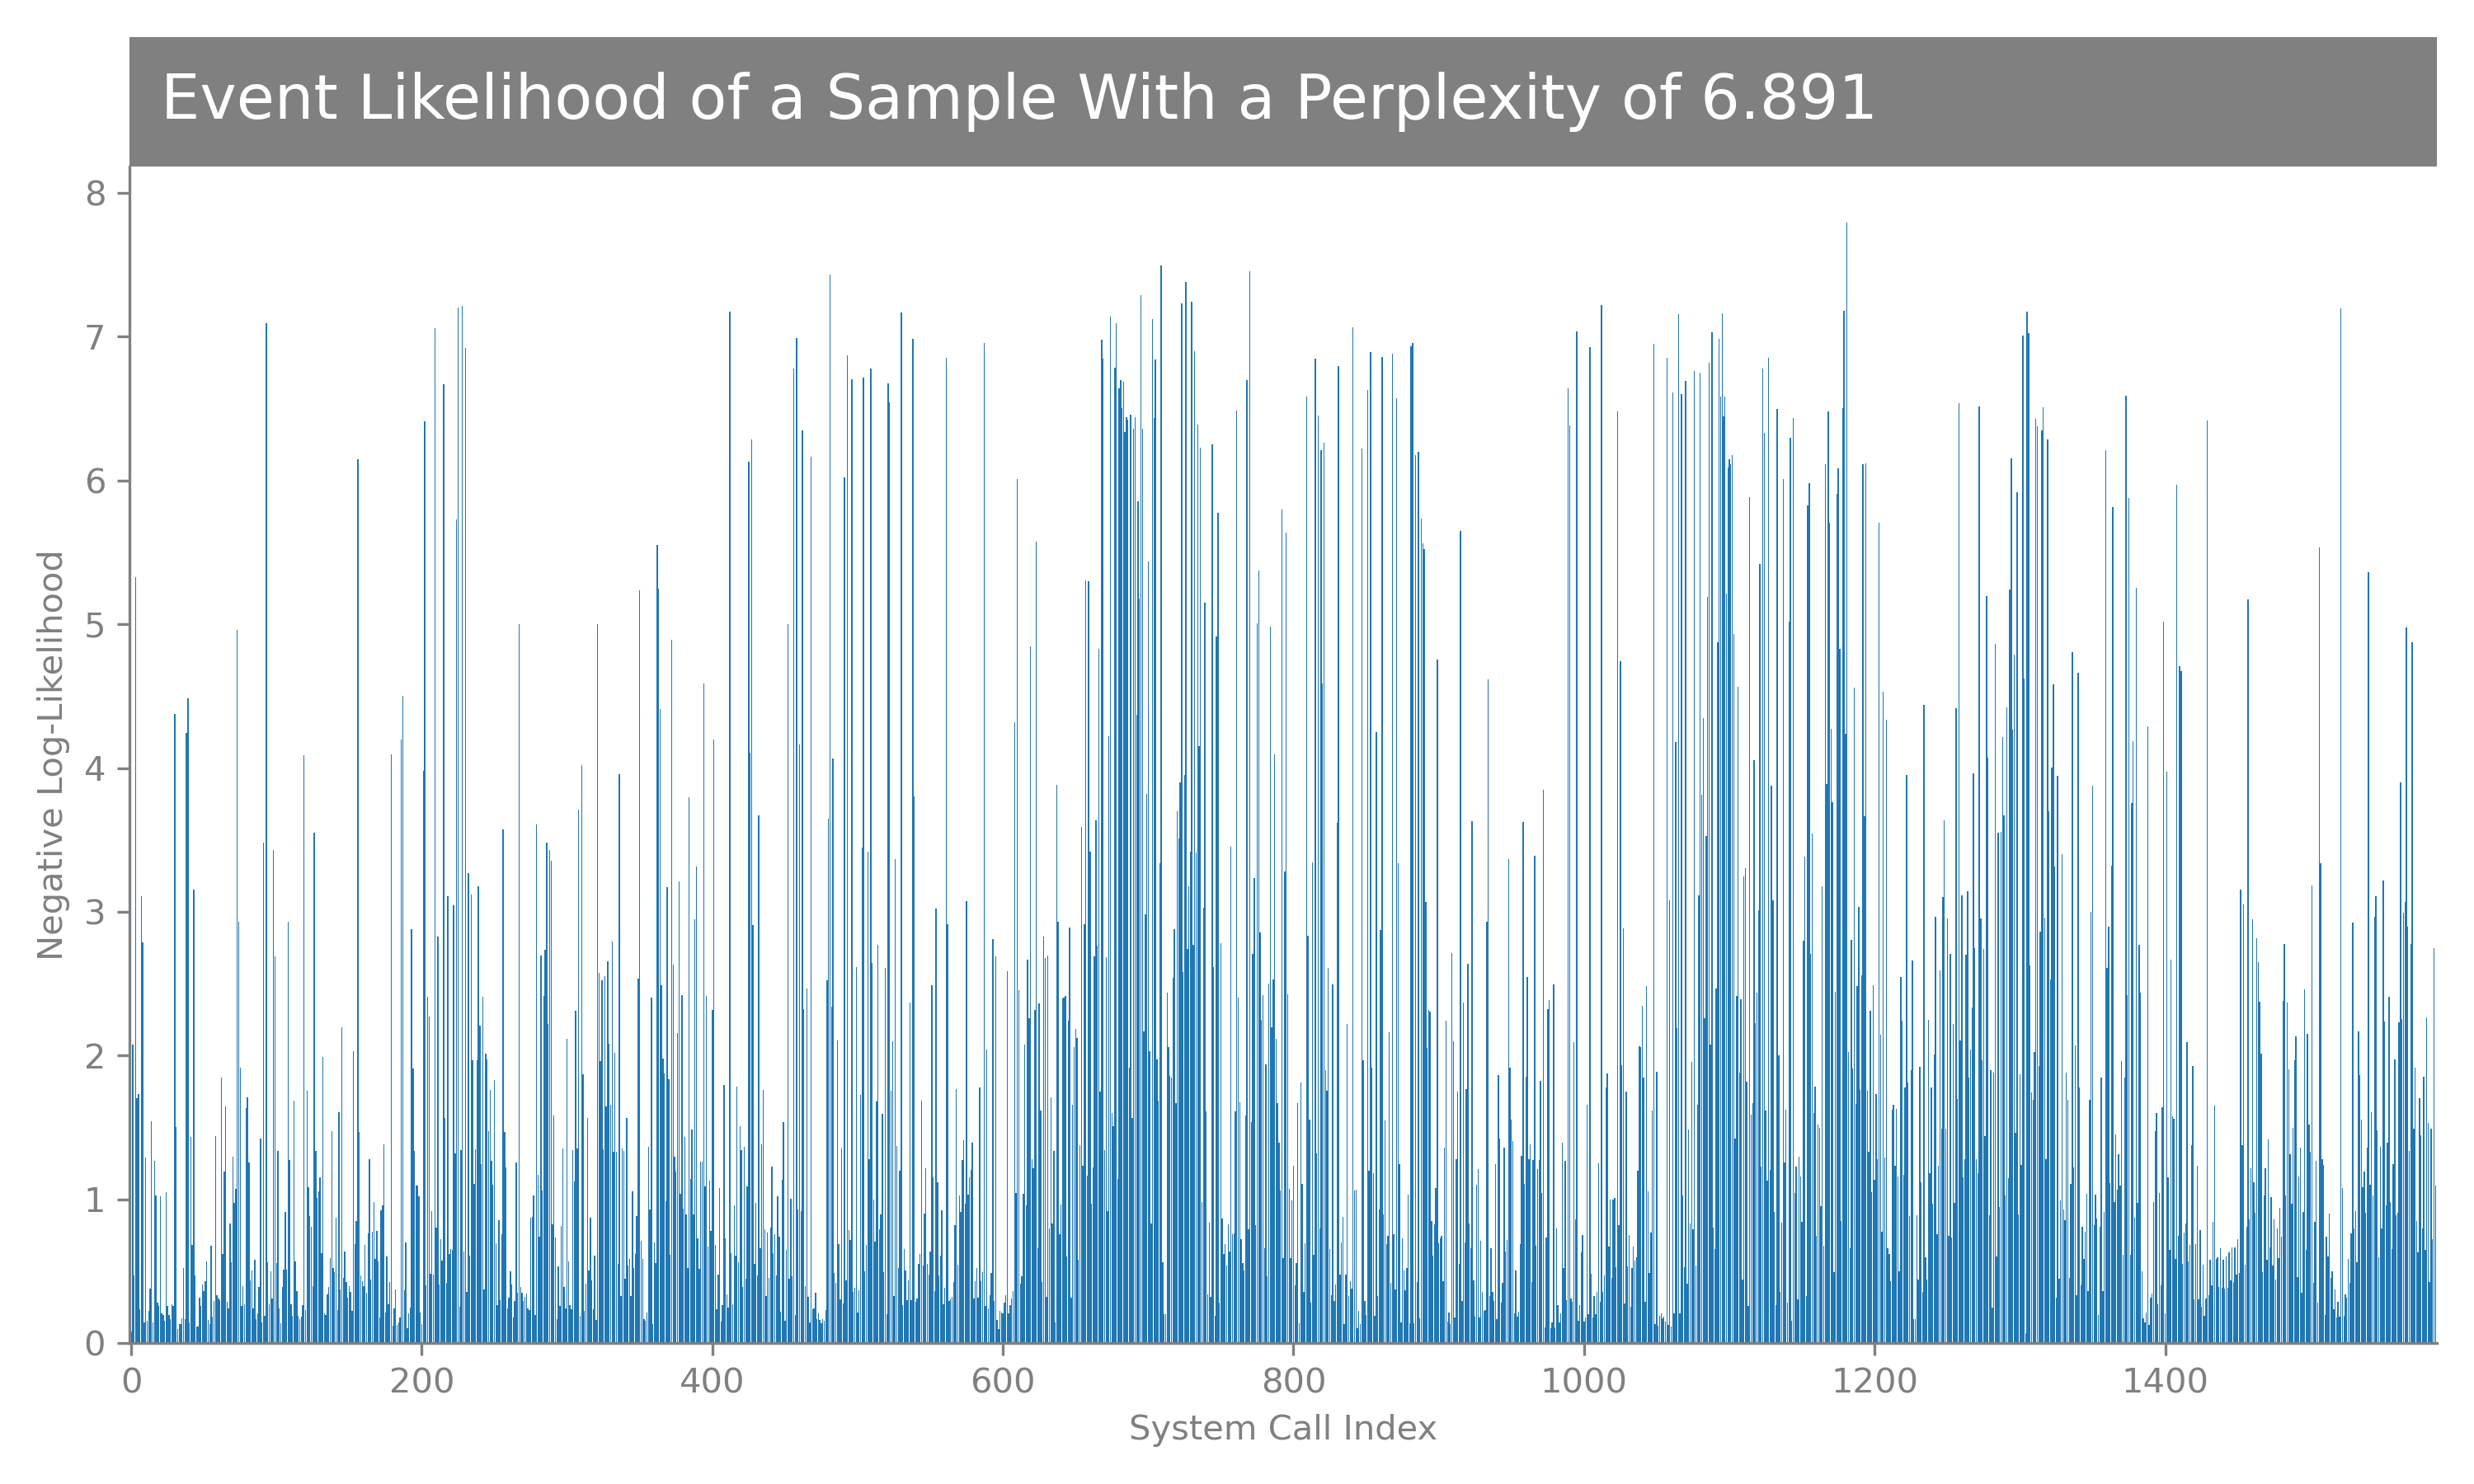 Event Likelihood of a Sample With a Perplexity of 6.891
8
7
6
5
4
3
2
1
0
Negative Log-Likelihood
0 200 400 600 800 1000 1200 1400
System Call Index